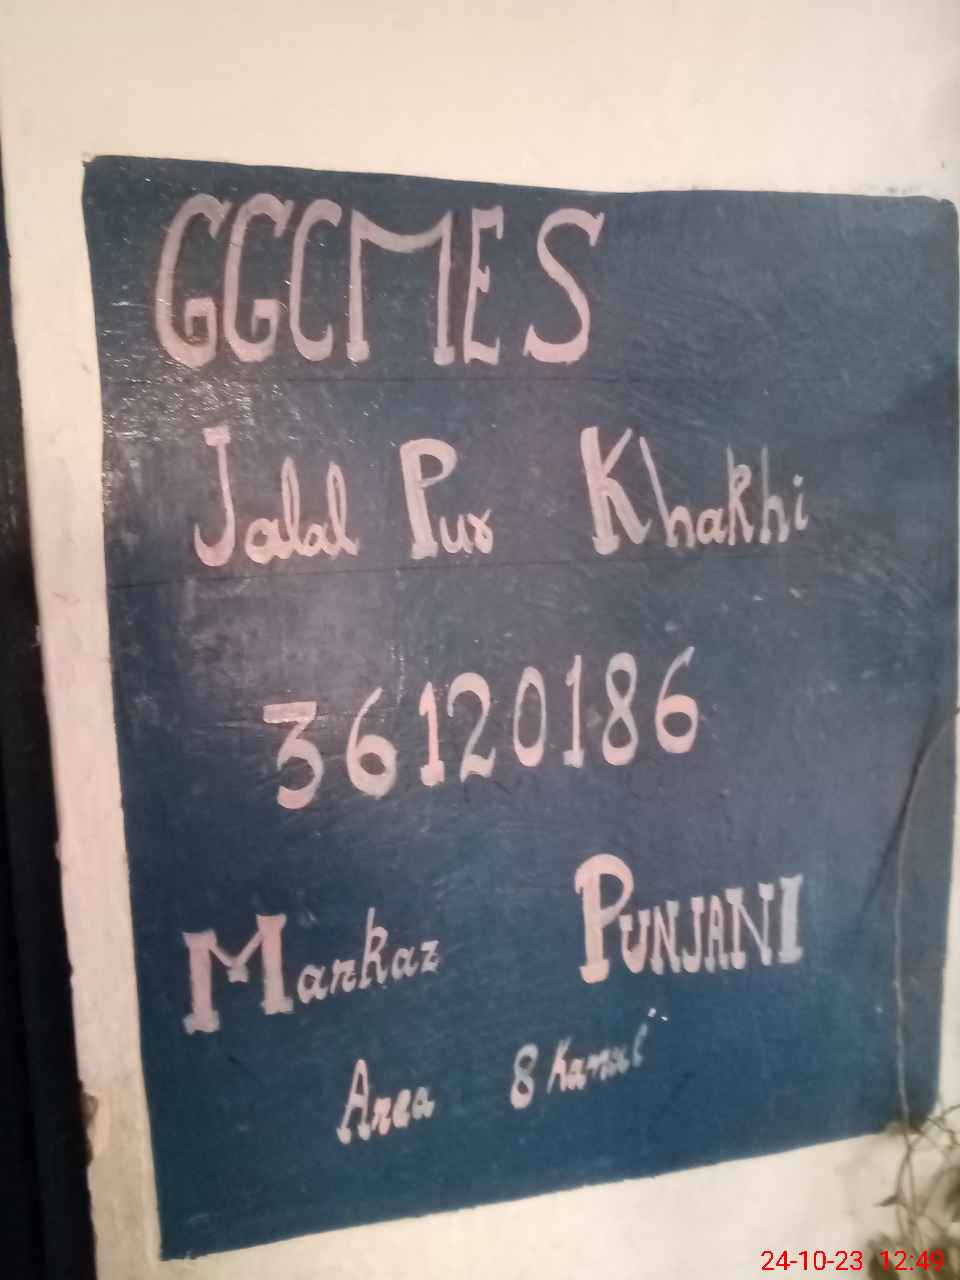 GGCMES
Jalal Pur Khakhi
36120186
Markaz PUNJANI
Area 8 Kanal
24-10-23 12:49